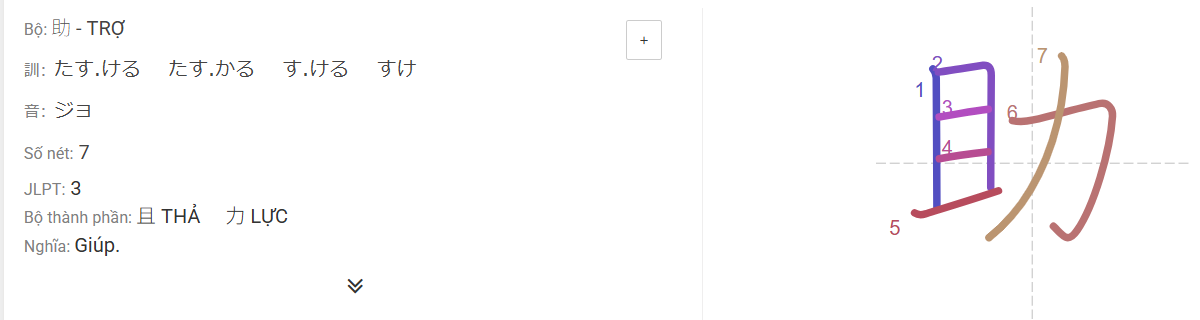 Bộ: 助 - TRỢ
+
訓: たす.ける たす.かる す.ける すけ
音: ジョ
Số nét: 7
JLPT: 3
Bộ thành phần: 且 THẢ 力 LỰC
Nghĩa: Giúp.
助
1
2
3
4
5
6
7